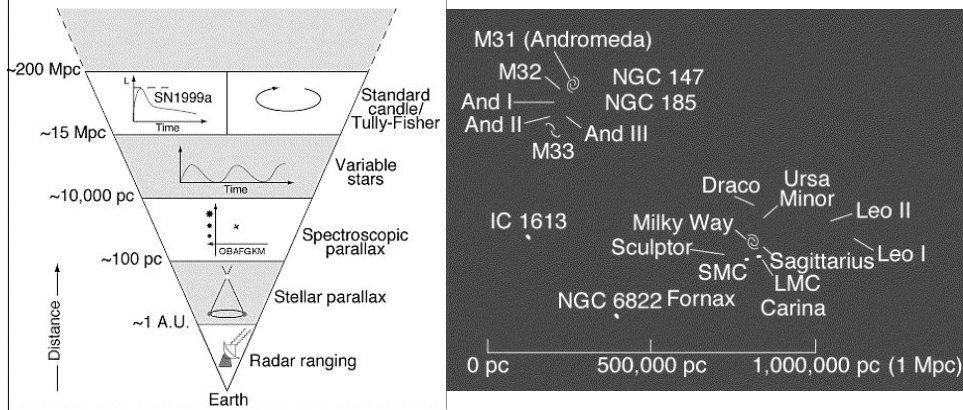 ~200 Mpc
L
SN1999a
Time
Standard
candle/
Tully-Fisher
~15 Mpc
Variable
stars
Time
~10,000 pc
OBAFGKM
Spectroscopic
parallax
~100 pc
Stellar parallax
~1 A.U.
Radar ranging
Distance
Earth
M31 (Andromeda)
M32
NGC 147
And I
NGC 185
And II
And III
M33
Draco
Ursa
Minor
Leo II
IC 1613
Milky Way
Sculptor
Leo I
SMC
Sagittarius
LMC
NGC 6822
Fornax
Carina
0 pc
500,000 pc
1,000,000 pc (1 Mpc)